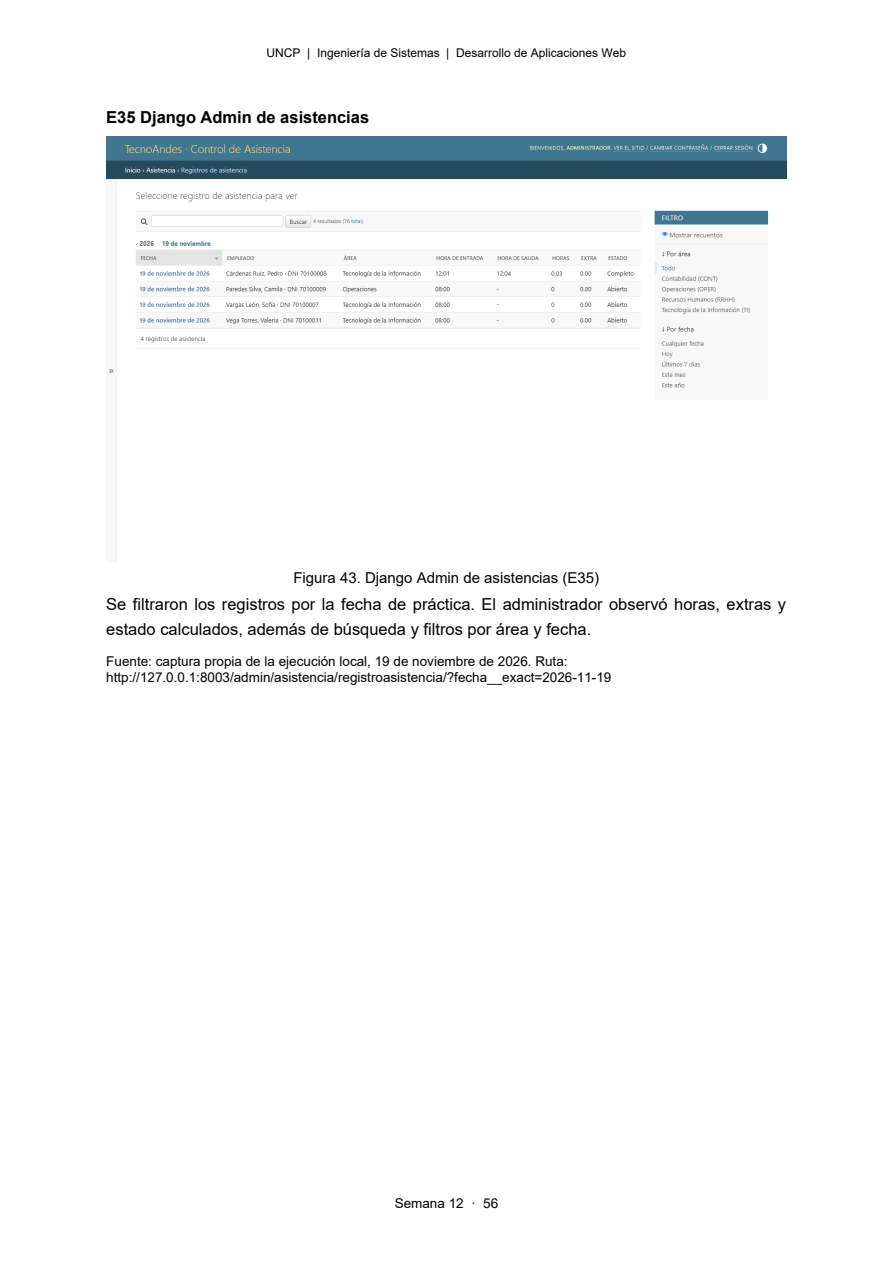 UNCP | Ingeniería de Sistemas | Desarrollo de Aplicaciones Web
E35 Django Admin de asistencias
TecnoAndes · Control de Asistencia
BIENVENIDOS, ADMINISTRADOR. VER EL SITIO / CAMBIAR CONTRASEÑA / CERRAR SESIÓN
Inicio › Asistencia › Registros de asistencia
Seleccione registro de asistencia para ver
Buscar 4 resultados (76 total)
‹ 2026 19 de noviembre
FECHA EMPLEADO ÁREA HORA DE ENTRADA HORA DE SALIDA HORAS EXTRA ESTADO
19 de noviembre de 2026 Cárdenas Ruiz, Pedro · DNI 70100008 Tecnología de la Información 12:01 12:04 0,03 0.00 Completo
19 de noviembre de 2026 Paredes Silva, Camila · DNI 70100009 Operaciones 08:00 - 0 0.00 Abierto
19 de noviembre de 2026 Vargas León, Sofía · DNI 70100007 Tecnología de la Información 08:00 - 0 0.00 Abierto
19 de noviembre de 2026 Vega Torres, Valeria · DNI 70100011 Tecnología de la Información 08:00 - 0 0.00 Abierto
4 registros de asistencia
»
FILTRO
Mostrar recuentos
↓ Por área
Todo
Contabilidad (CONT)
Operaciones (OPER)
Recursos Humanos (RRHH)
Tecnología de la Información (TI)
↓ Por fecha
Cualquier fecha
Hoy
Últimos 7 días
Este mes
Este año
Figura 43. Django Admin de asistencias (E35)
Se filtraron los registros por la fecha de práctica. El administrador observó horas, extras y
estado calculados, además de búsqueda y filtros por área y fecha.
Fuente: captura propia de la ejecución local, 19 de noviembre de 2026. Ruta:
http://127.0.0.1:8003/admin/asistencia/registroasistencia/?fecha__exact=2026-11-19
Semana 12 · 56